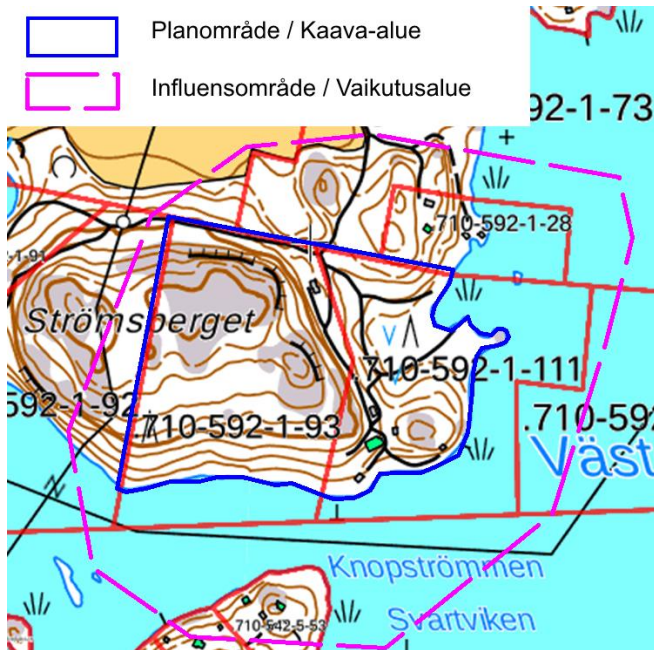 Planområde / Kaava-alue
Influensområde / Vaikutusalue
92-1-73
710-592-1-28
-1-91
Strömsberget
710-592-1-111
592-1-92
710-592-1-93
.710-592
Väst
N
Knopströmmen
Svartviken
710-542-5-53